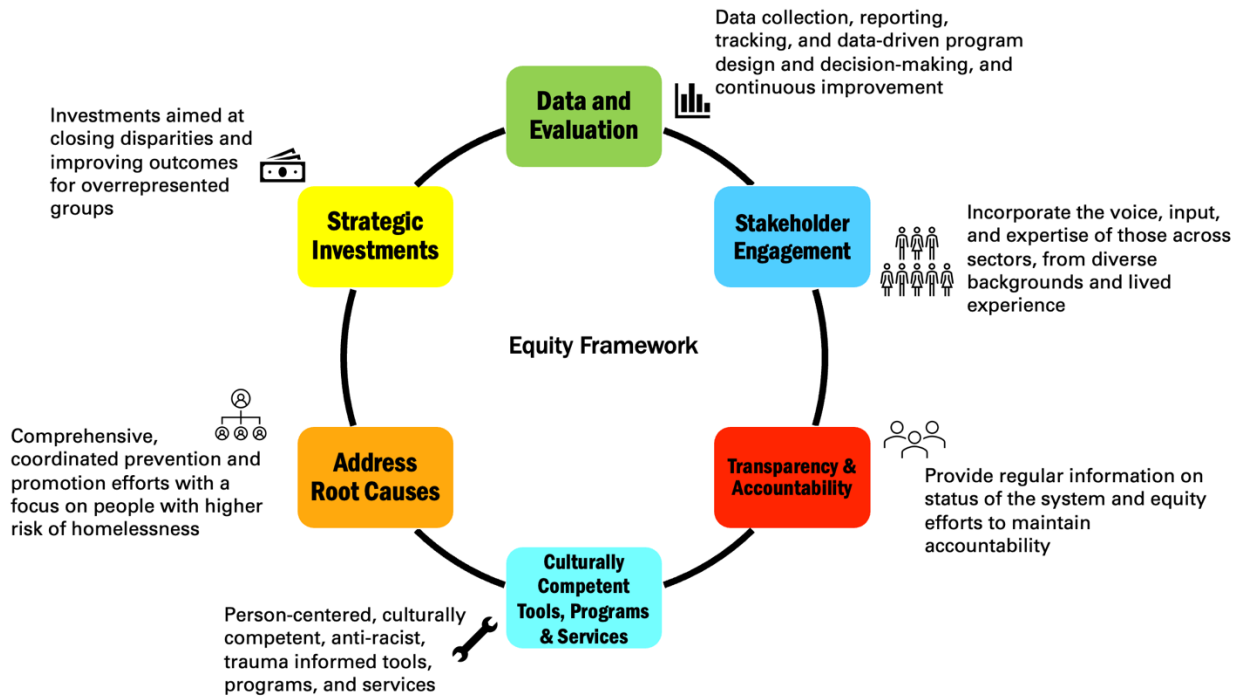 Data collection, reporting,
tracking, and data-driven program
design and decision-making, and
continuous improvement
Data and
Evaluation
Investments aimed at
closing disparities and
improving outcomes
for overrepresented
groups
Strategic
Investments
Stakeholder
Engagement
Incorporate the voice, input,
and expertise of those across
sectors, from diverse
backgrounds and lived
experience
Equity Framework
Comprehensive,
coordinated prevention and
promotion efforts with a
focus on people with higher
risk of homelessness
Address
Root Causes
Transparency &
Accountability
Provide regular information on
status of the system and equity
efforts to maintain
accountability
Culturally
Competent
Tools, Programs
& Services
Person-centered, culturally
competent, anti-racist,
trauma informed tools,
programs, and services